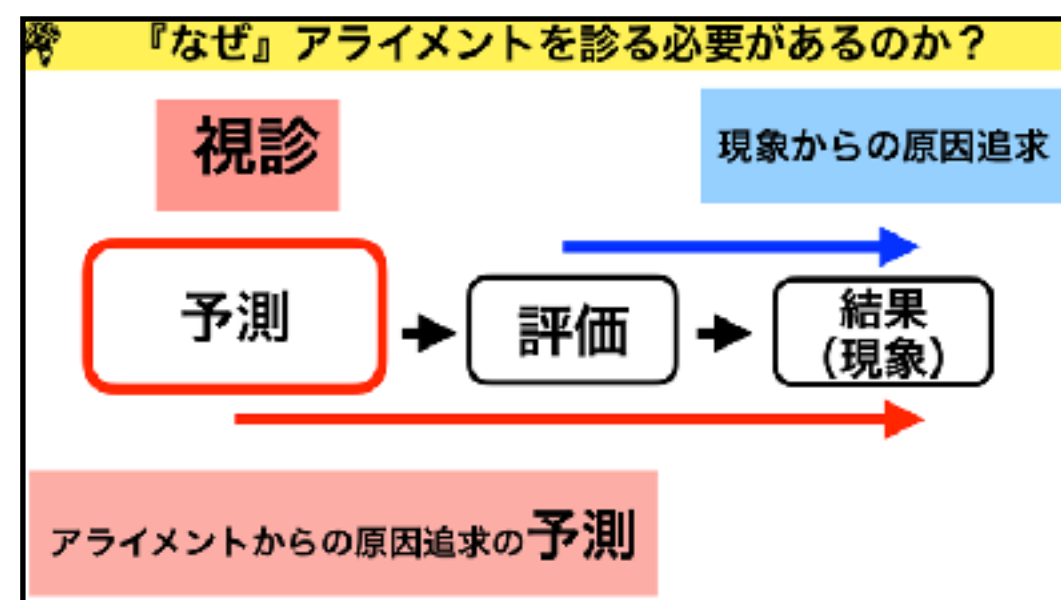 『なぜ』アライメントを診る必要があるのか？
視診
現象からの原因追求
予測
評価
結果
（現象）
アライメントからの原因追求の予測